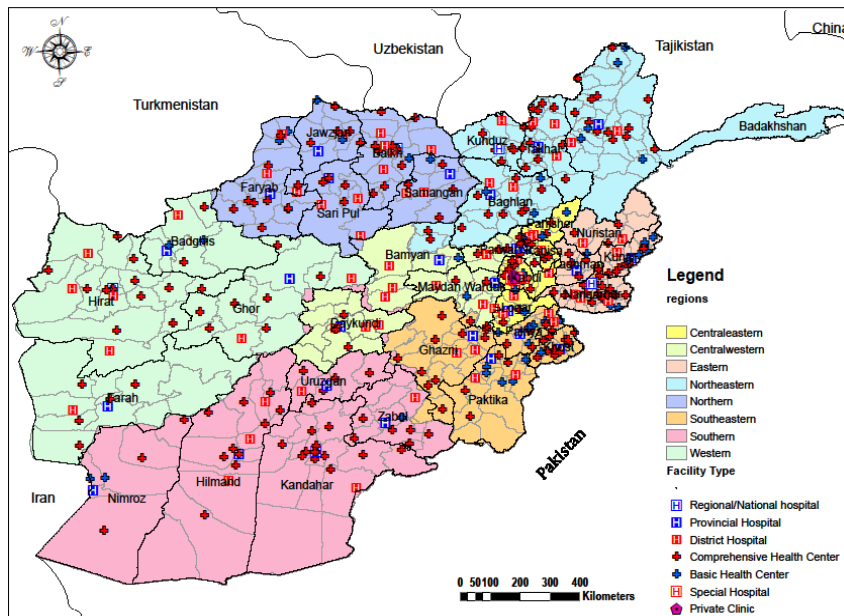 N
W
E
S
Uzbekistan
Tajikistan
China
Turkmenistan
Badakhshan
Jawzjan
Kunduz
Takhar
Balkh
Faryab
Samangan
Sari Pul
Baghlan
Panjsher
Nuristan
Badghis
Bamyan
Kunar
Laghman
Kabul
Maydan Wardak
Nangarhar
Hirat
Ghor
Logar
Daykundi
Paktya
Khost
Ghazni
Uruzgan
Farah
Paktika
Zabol
Pakistan
Iran
Nimroz
Hilmand
Kandahar
Legend
regions
Centraleastern
Centralwestern
Eastern
Northeastern
Northern
Southeastern
Southern
Western
Facility Type
H Regional/National hospital
H Provincial Hospital
H District Hospital
Comprehensive Health Center
Basic Health Center
H Special Hospital
Private Clinic
0 50 100 200 300 400
Kilometers